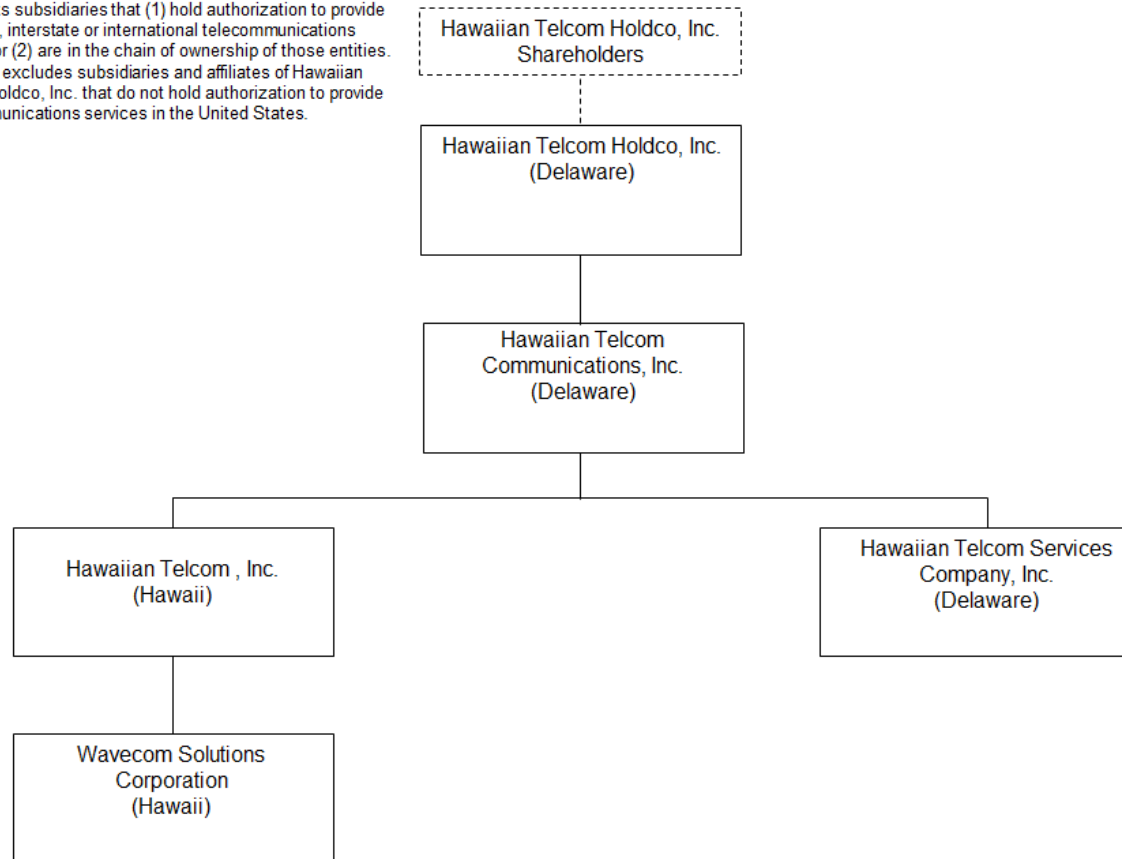 ts subsidiaries that (1) hold authorization to provide
, interstate or international telecommunications
or (2) are in the chain of ownership of those entities.
excludes subsidiaries and affiliates of Hawaiian
oldco, Inc. that do not hold authorization to provide
unications services in the United States.
Hawaiian Telcom Holdco, Inc.
Shareholders
Hawaiian Telcom Holdco, Inc.
(Delaware)
Hawaiian Telcom
Communications, Inc.
(Delaware)
Hawaiian Telcom , Inc.
(Hawaii)
Hawaiian Telcom Services
Company, Inc.
(Delaware)
Wavecom Solutions
Corporation
(Hawaii)